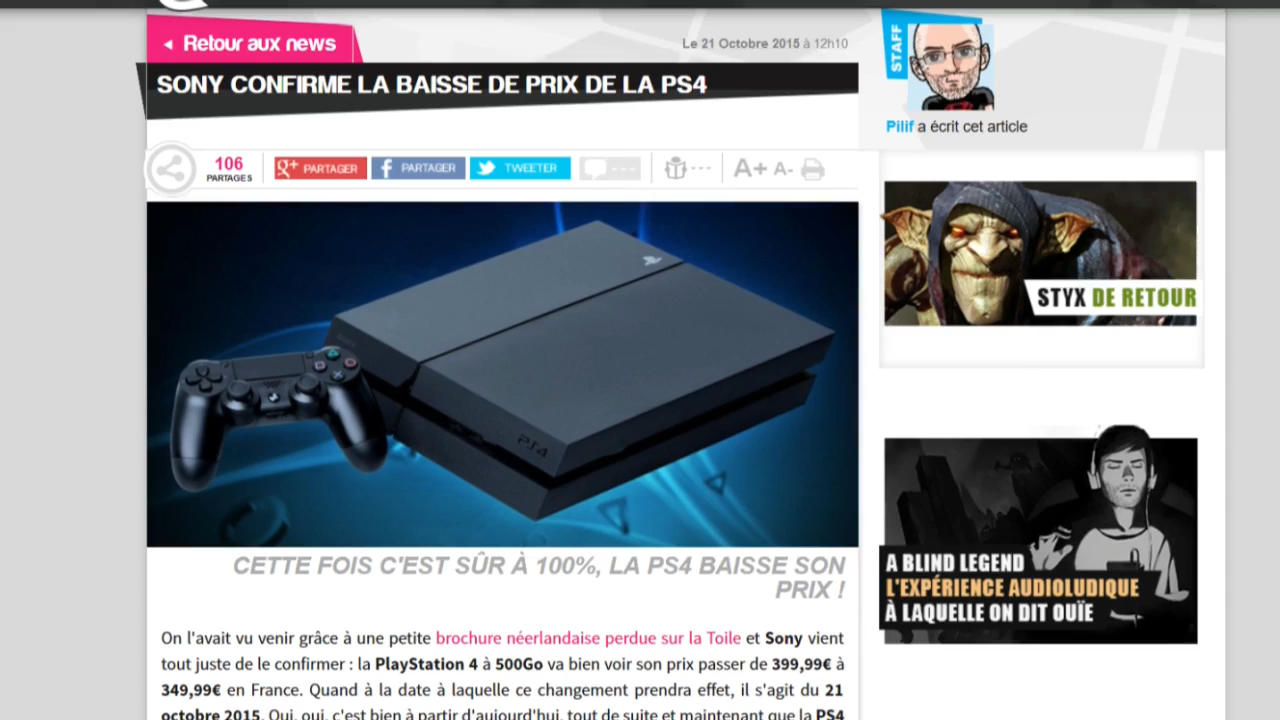 ◄ Retour aux news
Le 21 Octobre 2015 à 12h10
SONY CONFIRME LA BAISSE DE PRIX DE LA PS4
STAFF
Pilif a écrit cet article
106
PARTAGES
g+ PARTAGER
f PARTAGER
TWEETER
---
---
A+ A-
PS4
STYX DE RETOUR
CETTE FOIS C'EST SÛR À 100%, LA PS4 BAISSE SON
PRIX !
A BLIND LEGEND
L'EXPÉRIENCE AUDIOLUDIQUE
À LAQUELLE ON DIT OUÏE
On l'avait vu venir grâce à une petite brochure néerlandaise perdue sur la Toile et Sony vient
tout juste de le confirmer : la PlayStation 4 à 500Go va bien voir son prix passer de 399,99€ à
349,99€ en France. Quand à la date à laquelle ce changement prendra effet, il s'agit du 21
octobre 2015. Oui, oui, c'est bien à partir d'aujourd'hui, tout de suite et maintenant que la PS4